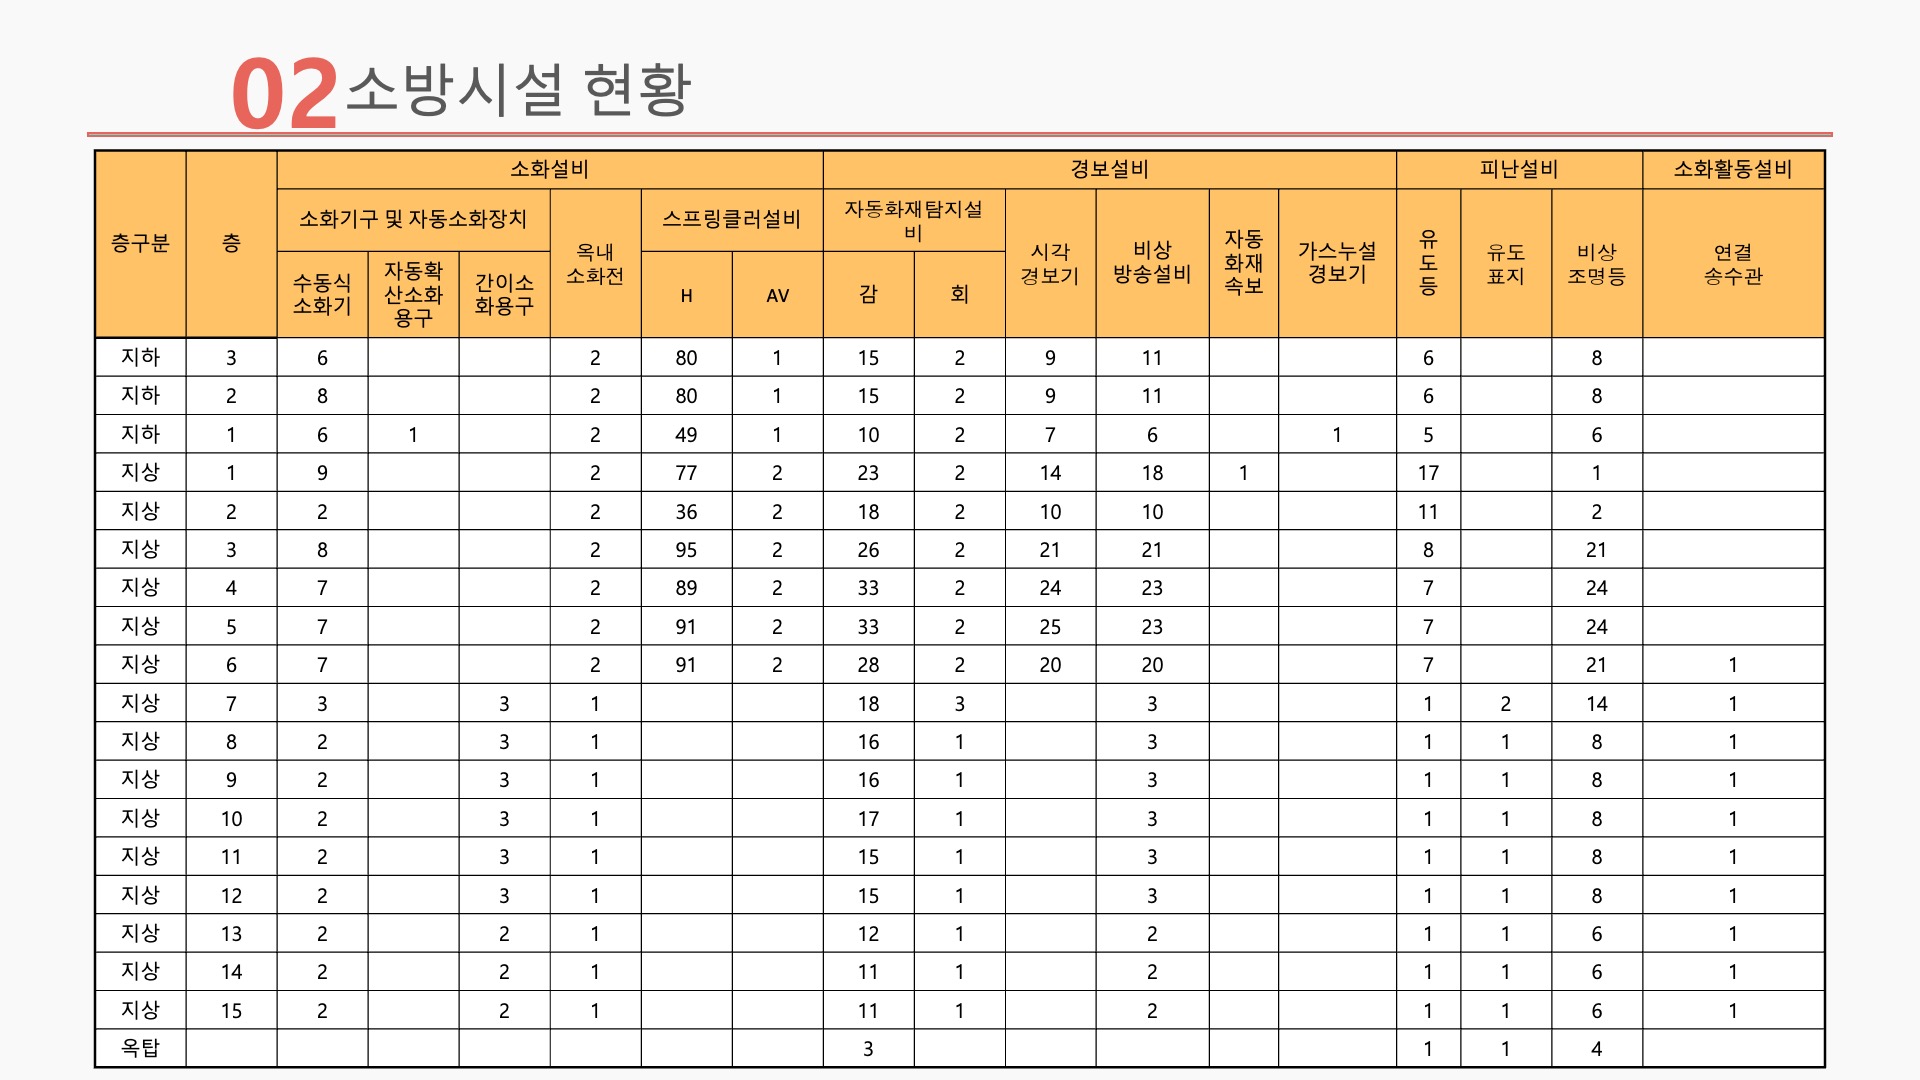 02 소방시설 현황
소화설비 경보설비 피난설비 소화활동설비
층구분 층 소화기구 및 자동소화장치 옥내 소화전 스프링클러설비 자동화재탐지설비 시각 경보기 비상 방송설비 자동 화재 속보 가스누설 경보기 유도등 유도 표지 비상 조명등 연결 송수관
수동식 소화기 자동확산소화용구 간이소화용구 H AV 감 회
지하 3 6 2 80 1 15 2 9 11 6 8
지하 2 8 2 80 1 15 2 9 11 6 8
지하 1 6 1 2 49 1 10 2 7 6 1 5 6
지상 1 9 2 77 2 23 2 14 18 1 17 1
지상 2 2 2 36 2 18 2 10 10 11 2
지상 3 8 2 95 2 26 2 21 21 8 21
지상 4 7 2 89 2 33 2 24 23 7 24
지상 5 7 2 91 2 33 2 25 23 7 24
지상 6 7 2 91 2 28 2 20 20 7 21 1
지상 7 3 3 1 18 3 3 1 2 14 1
지상 8 2 3 1 16 1 3 1 1 8 1
지상 9 2 3 1 16 1 3 1 1 8 1
지상 10 2 3 1 17 1 3 1 1 8 1
지상 11 2 3 1 15 1 3 1 1 8 1
지상 12 2 3 1 15 1 3 1 1 8 1
지상 13 2 2 1 12 1 2 1 1 6 1
지상 14 2 2 1 11 1 2 1 1 6 1
지상 15 2 2 1 11 1 2 1 1 6 1
옥탑 3 1 1 4